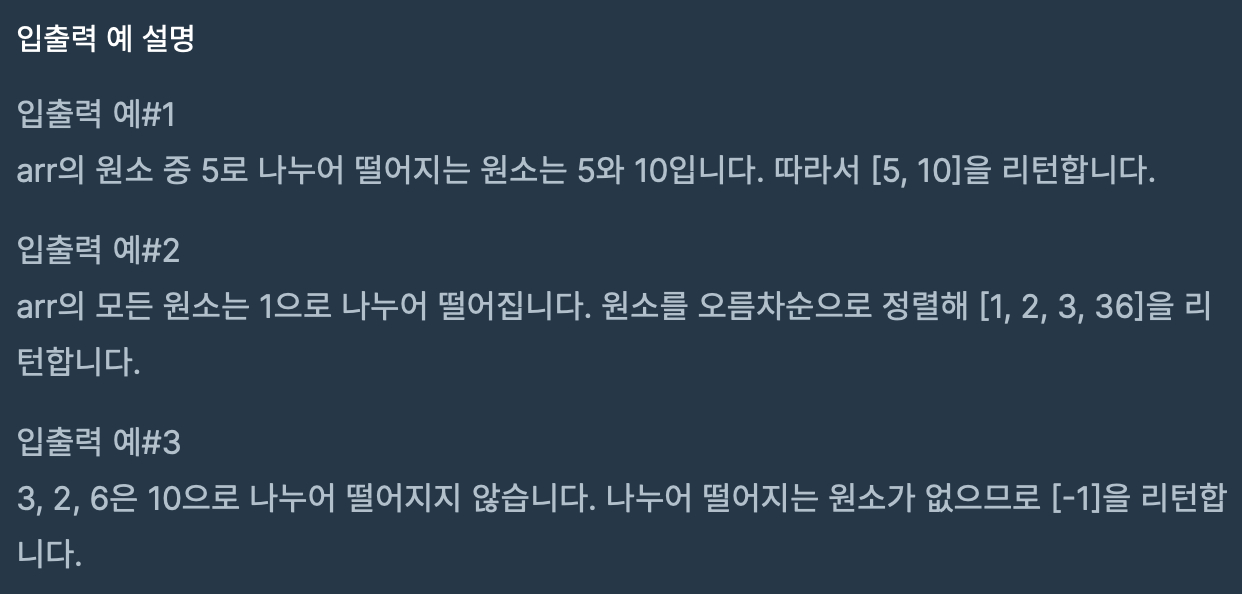 입출력 예 설명
입출력 예#1
arr의 원소 중 5로 나누어 떨어지는 원소는 5와 10입니다. 따라서 [5, 10]을 리턴합니다.
입출력 예#2
arr의 모든 원소는 1으로 나누어 떨어집니다. 원소를 오름차순으로 정렬해 [1, 2, 3, 36]을 리
턴합니다.
입출력 예#3
3, 2, 6은 10으로 나누어 떨어지지 않습니다. 나누어 떨어지는 원소가 없으므로 [-1]을 리턴합
니다.